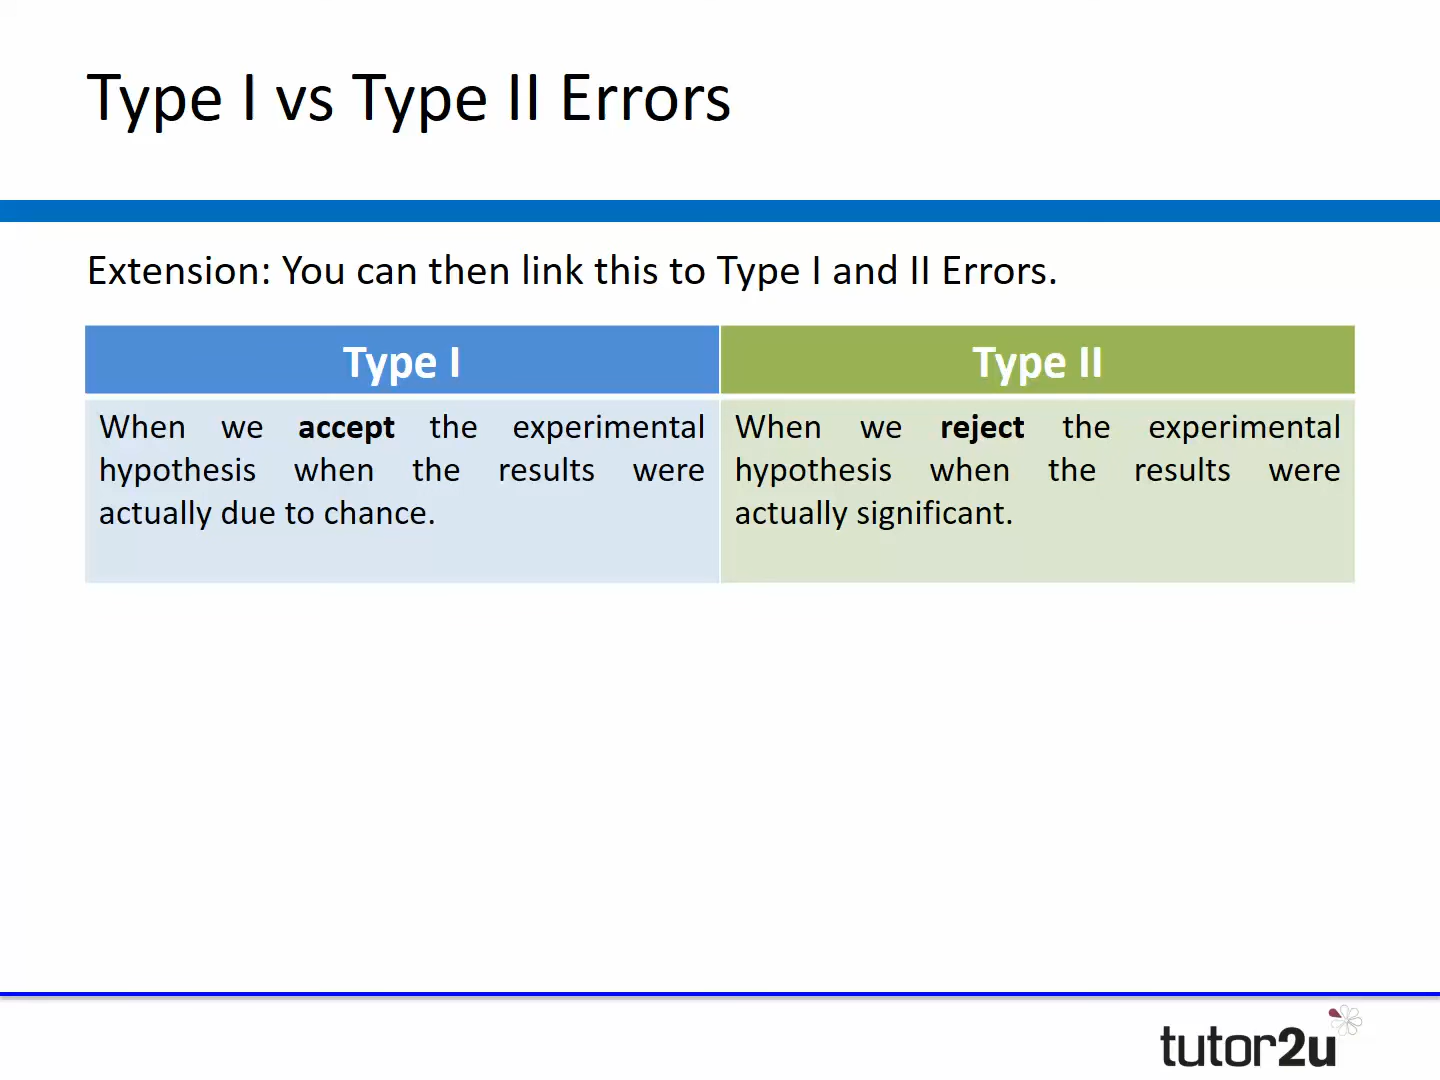 Type I vs Type II Errors
Extension: You can then link this to Type I and II Errors.
Type I
When we accept the experimental
hypothesis when the results were
actually due to chance.
Type II
When we reject the experimental
hypothesis when the results were
actually significant.
tutor2u